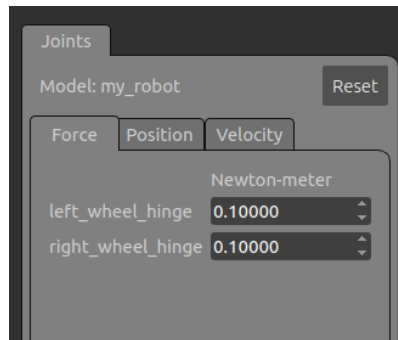 Joints
Model: my_robot Reset
Force Position Velocity
Newton-meter
left_wheel_hinge 0.10000
right_wheel_hinge 0.10000